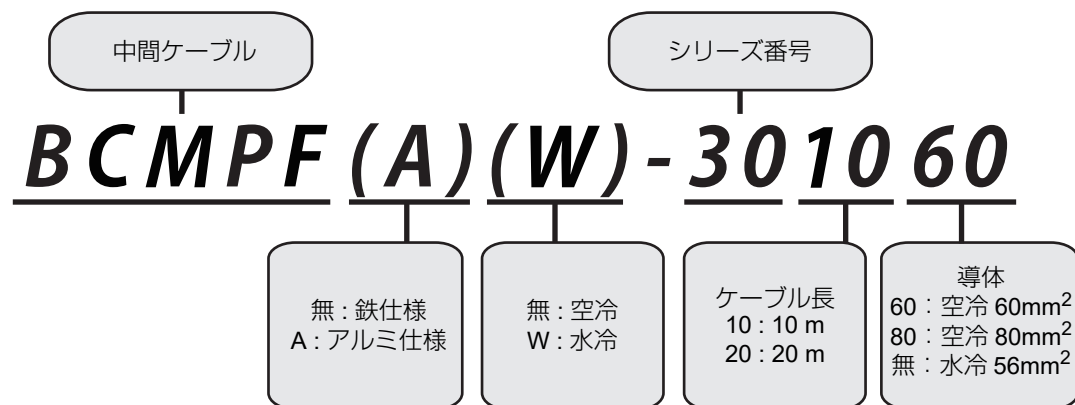 中間ケーブル
シリーズ番号
BCMPF(A)(W)-301060
無 : 鉄仕様
A : アルミ仕様
無 : 空冷
W : 水冷
ケーブル長
10 : 10 m
20 : 20 m
導体
60：空冷 60mm²
80：空冷 80mm²
無：水冷 56mm²